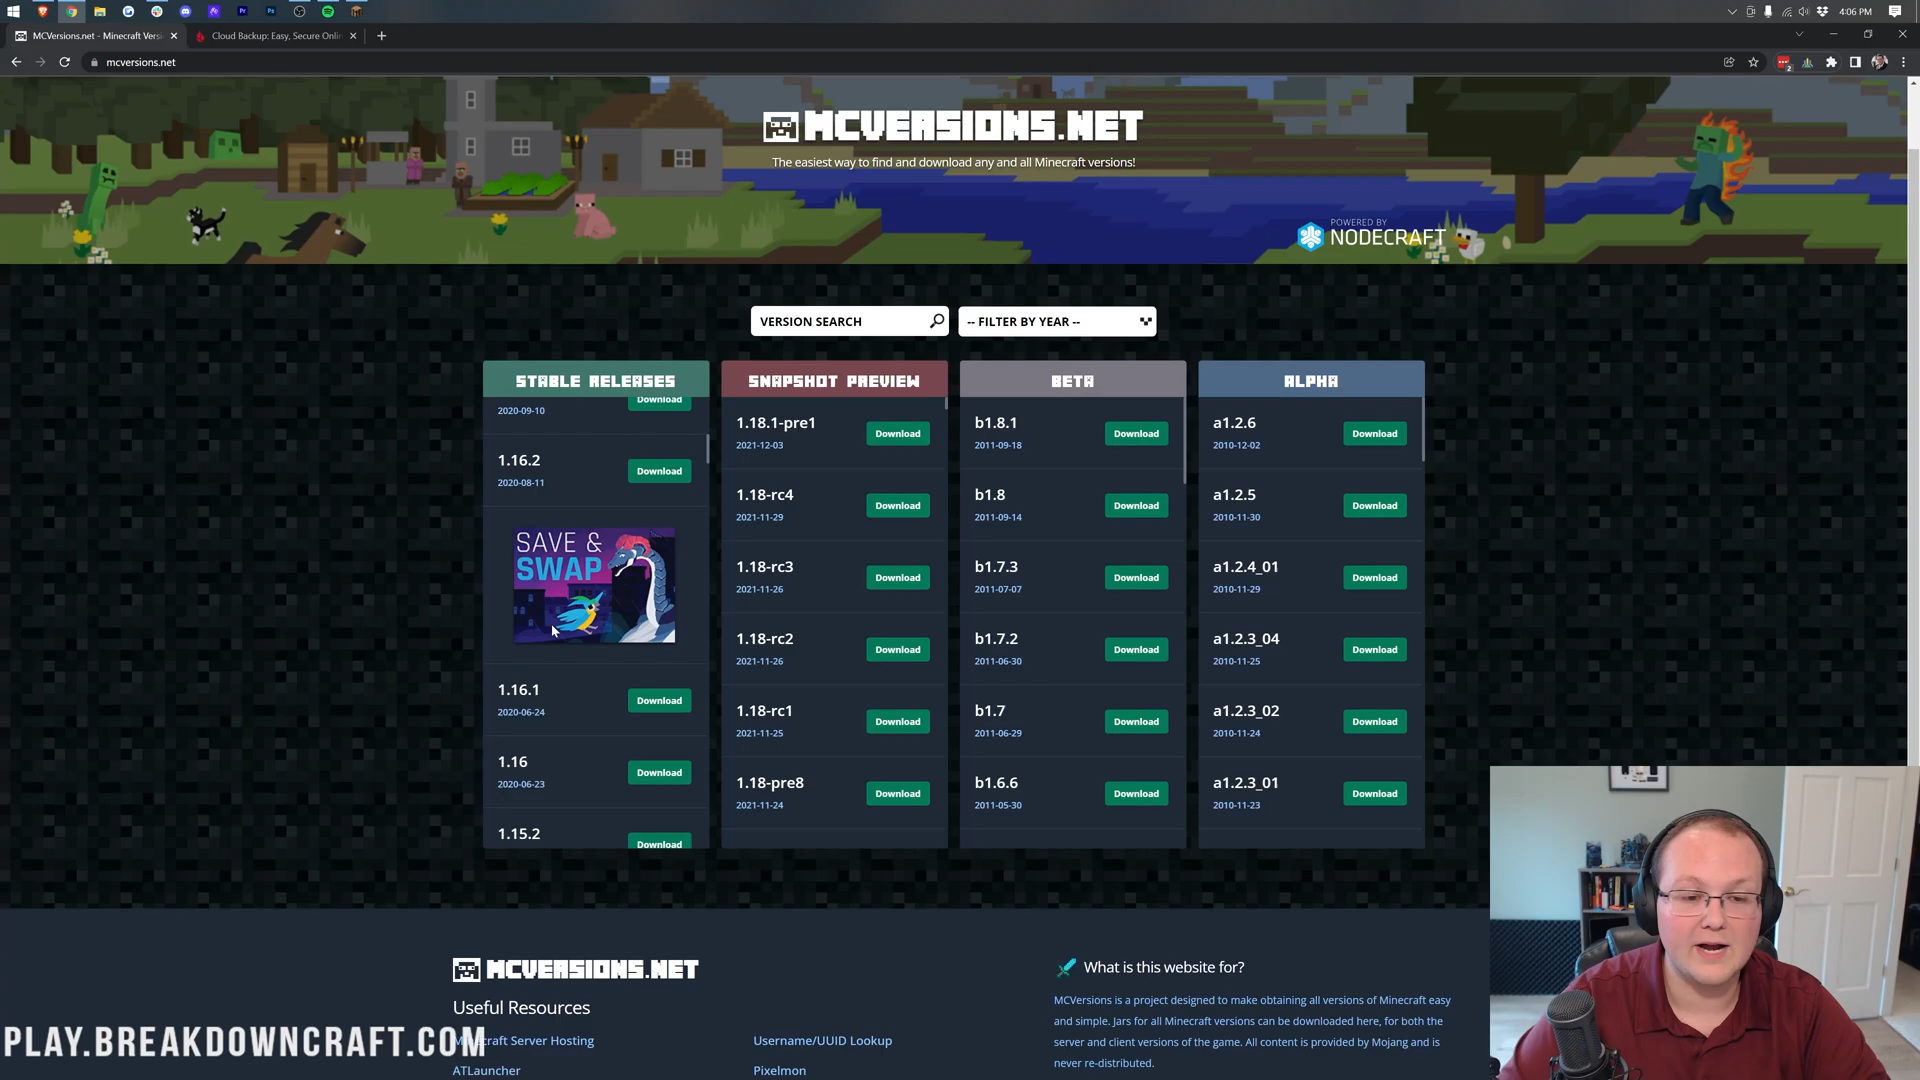 4:06 PM
MCVersions.net - Minecraft Versi
Cloud Backup: Easy, Secure Onlin
mcversions.net
MCVERSIONS.NET
The easiest way to find and download any and all Minecraft versions!
POWERED BY
NODECRAFT
VERSION SEARCH
-- FILTER BY YEAR --
STABLE RELEASES
2020-09-10
Download
1.16.2
2020-08-11
Download
SAVE &
SWAP
1.16.1
2020-06-24
Download
1.16
2020-06-23
Download
1.15.2
Download
SNAPSHOT PREVIEW
1.18.1-pre1
2021-12-03
Download
1.18-rc4
2021-11-29
Download
1.18-rc3
2021-11-26
Download
1.18-rc2
2021-11-26
Download
1.18-rc1
2021-11-25
Download
1.18-pre8
2021-11-24
Download
BETA
b1.8.1
2011-09-18
Download
b1.8
2011-09-14
Download
b1.7.3
2011-07-07
Download
b1.7.2
2011-06-30
Download
b1.7
2011-06-29
Download
b1.6.6
2011-05-30
Download
ALPHA
a1.2.6
2010-12-02
Download
a1.2.5
2010-11-30
Download
a1.2.4_01
2010-11-29
Download
a1.2.3_04
2010-11-25
Download
a1.2.3_02
2010-11-24
Download
a1.2.3_01
2010-11-23
Download
MCVERSIONS.NET
Useful Resources
Minecraft Server Hosting
Username/UUID Lookup
ATLauncher
Pixelmon
What is this website for?
MCVersions is a project designed to make obtaining all versions of Minecraft easy
and simple. Jars for all Minecraft versions can be downloaded here, for both the
server and client versions of the game. All content is provided by Mojang and is
never re-distributed.
PLAY.BREAKDOWNCRAFT.COM